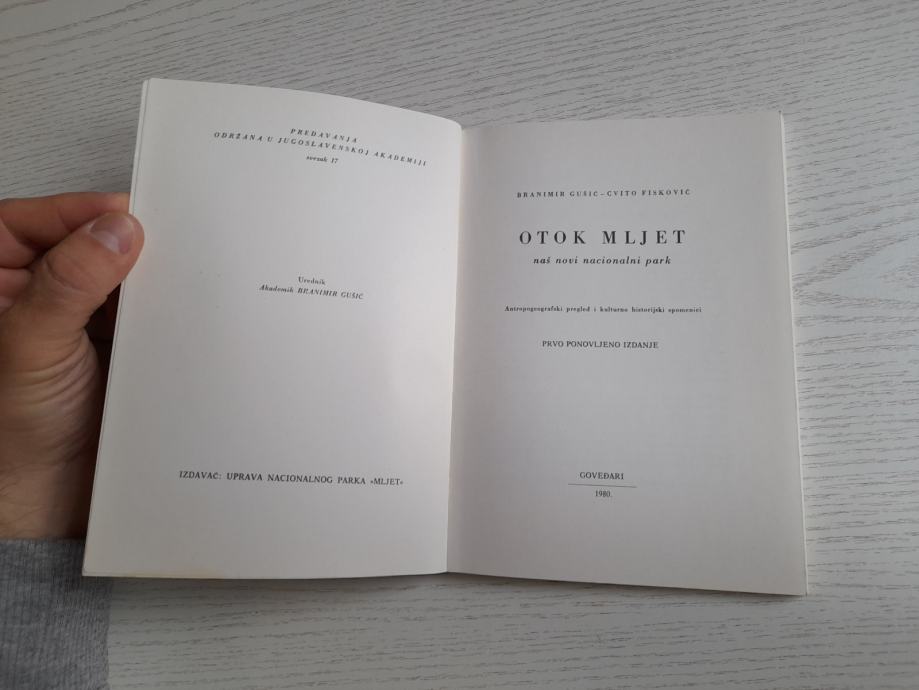 PREDAVANJA
ODRŽANA U JUGOSLAVENSKOJ AKADEMIJI
svezak 17
Urednik
Akademik BRANIMIR GUŠIĆ
IZDAVAČ: UPRAVA NACIONALNOG PARKA »MLJET«
BRANIMIR GUŠIĆ – CVITO FISKOVIĆ
OTOK MLJET
naš novi nacionalni park
Antropogeografski pregled i kulturno historijski spomenici
PRVO PONOVLJENO IZDANJE
GOVEĐARI
1980.